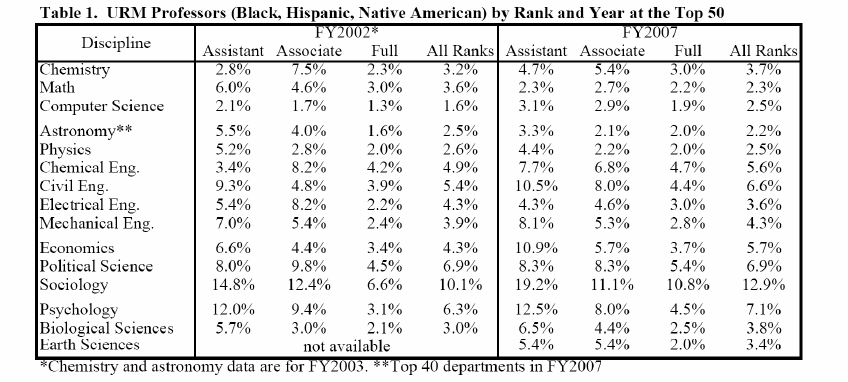 Table 1. URM Professors (Black, Hispanic, Native American) by Rank and Year at the Top 50
Discipline FY2002* FY2007
Assistant Associate Full All Ranks Assistant Associate Full All Ranks
Chemistry 2.8% 7.5% 2.3% 3.2% 4.7% 5.4% 3.0% 3.7%
Math 6.0% 4.6% 3.0% 3.6% 2.3% 2.7% 2.2% 2.3%
Computer Science 2.1% 1.7% 1.3% 1.6% 3.1% 2.9% 1.9% 2.5%
Astronomy** 5.5% 4.0% 1.6% 2.5% 3.3% 2.1% 2.0% 2.2%
Physics 5.2% 2.8% 2.0% 2.6% 4.4% 2.2% 2.0% 2.5%
Chemical Eng. 3.4% 8.2% 4.2% 4.9% 7.7% 6.8% 4.7% 5.6%
Civil Eng. 9.3% 4.8% 3.9% 5.4% 10.5% 8.0% 4.4% 6.6%
Electrical Eng. 5.4% 8.2% 2.2% 4.3% 4.3% 4.6% 3.0% 3.6%
Mechanical Eng. 7.0% 5.4% 2.4% 3.9% 8.1% 5.3% 2.8% 4.3%
Economics 6.6% 4.4% 3.4% 4.3% 10.9% 5.7% 3.7% 5.7%
Political Science 8.0% 9.8% 4.5% 6.9% 8.3% 8.3% 5.4% 6.9%
Sociology 14.8% 12.4% 6.6% 10.1% 19.2% 11.1% 10.8% 12.9%
Psychology 12.0% 9.4% 3.1% 6.3% 12.5% 8.0% 4.5% 7.1%
Biological Sciences 5.7% 3.0% 2.1% 3.0% 6.5% 4.4% 2.5% 3.8%
Earth Sciences not available 5.4% 5.4% 2.0% 3.4%
*Chemistry and astronomy data are for FY2003. **Top 40 departments in FY2007